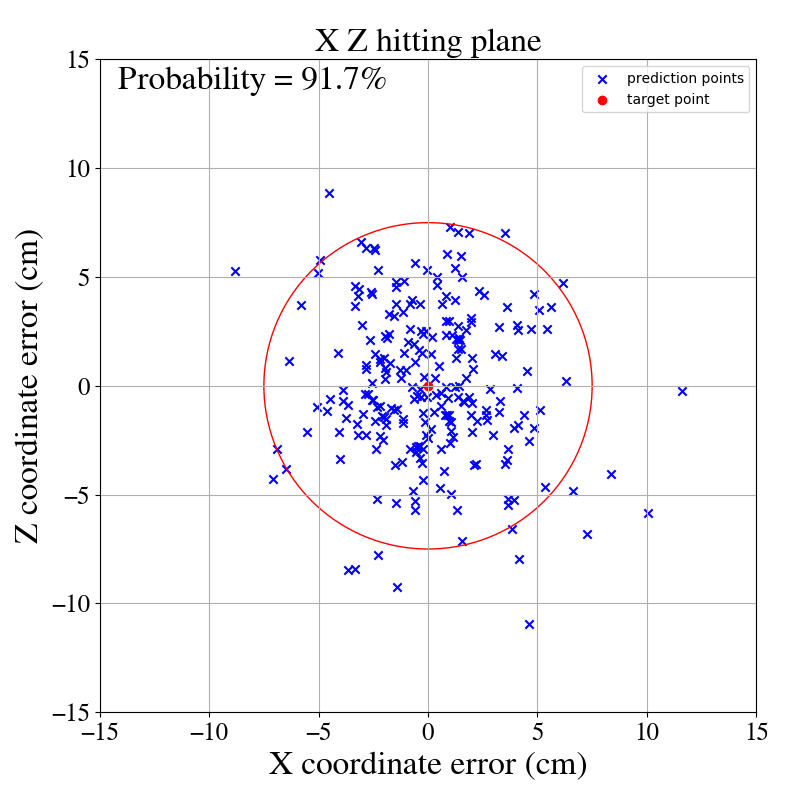 X Z hitting plane
Probability = 91.7%
prediction points
target point
15
10
5
0
−5
−10
−15
Z coordinate error (cm)
−15 −10 −5 0 5 10 15
X coordinate error (cm)